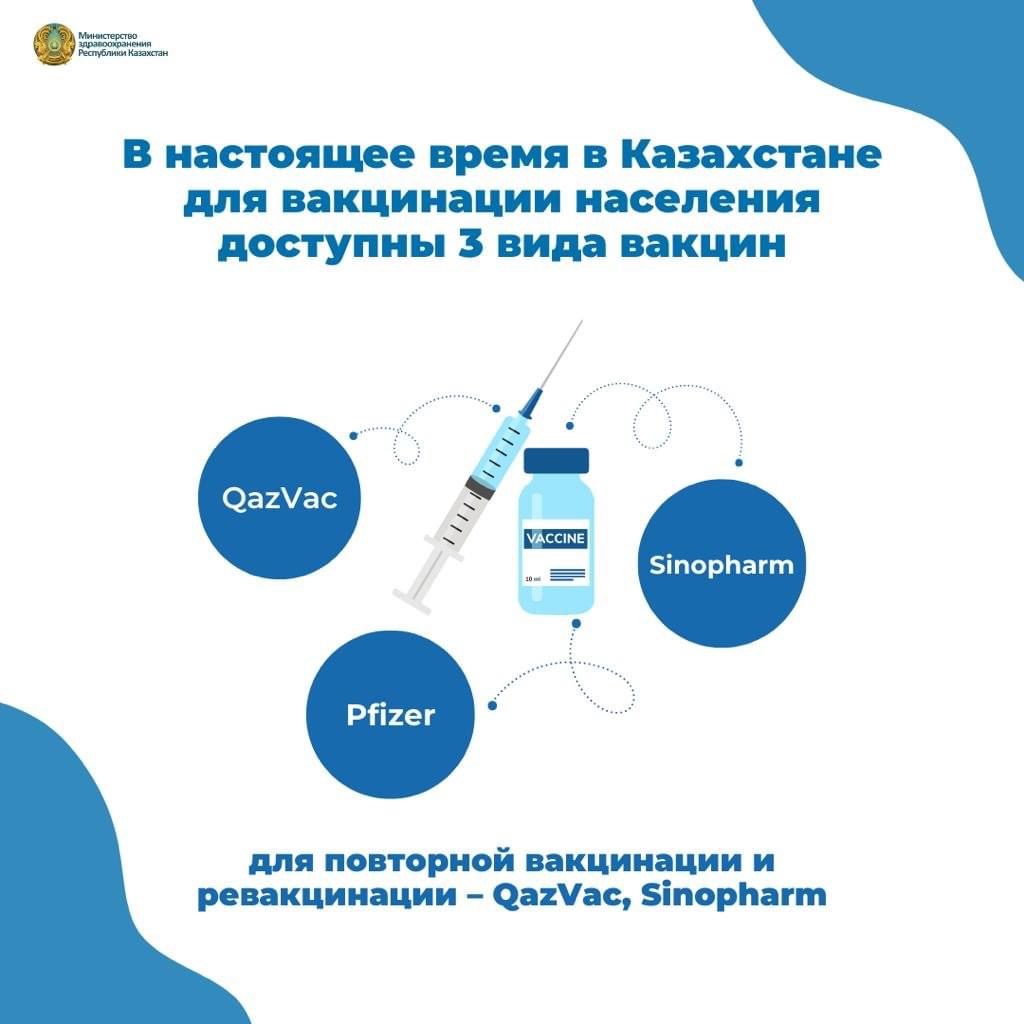 Министерство
здравоохранения
Республики Казахстан
В настоящее время в Казахстане
для вакцинации населения
доступны 3 вида вакцин
QazVac
VACCINE
10 ml
Sinopharm
Pfizer
для повторной вакцинации и
ревакцинации – QazVac, Sinopharm